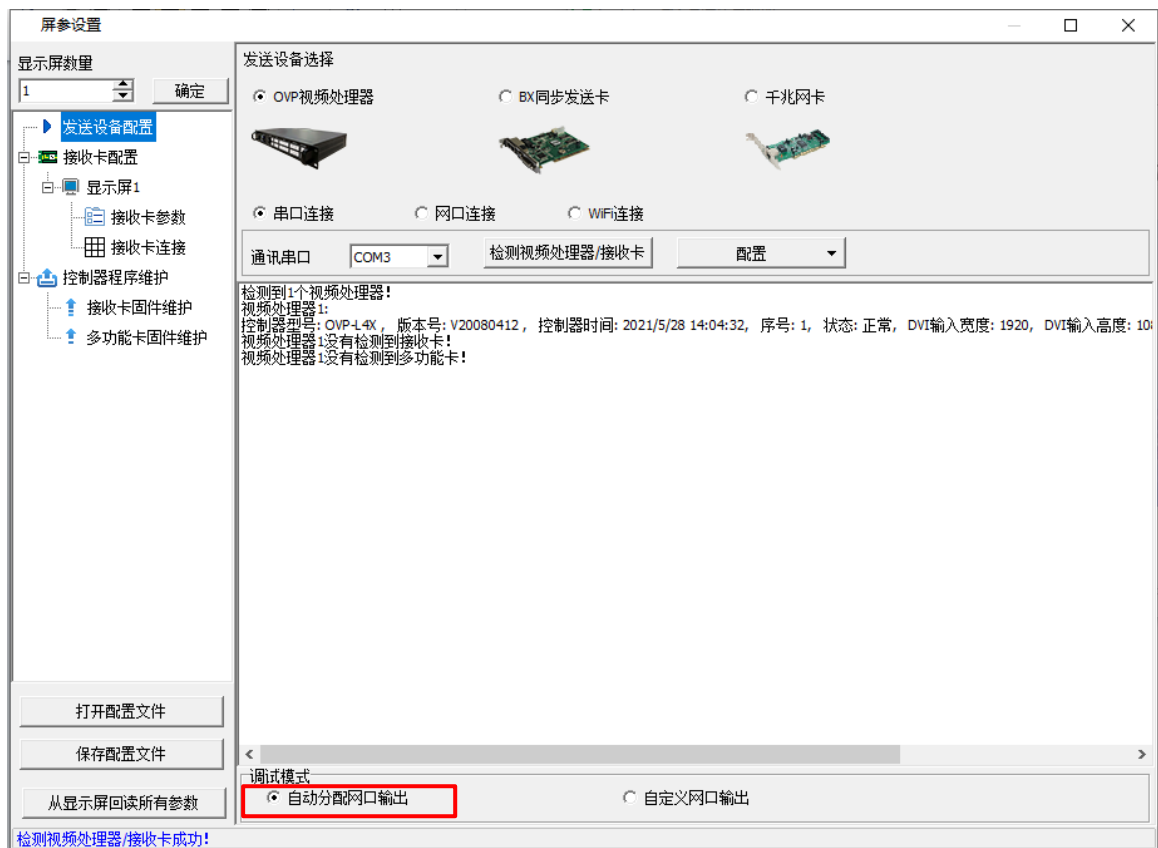 屏参设置
显示屏数量
1
确定
发送设备配置
接收卡配置
显示屏1
接收卡参数
接收卡连接
控制器程序维护
接收卡固件维护
多功能卡固件维护
打开配置文件
保存配置文件
从显示屏回读所有参数
发送设备选择
OVP视频处理器 BX同步发送卡 千兆网卡
串口连接 网口连接 WiFi连接
通讯串口 COM3 检测视频处理器/接收卡 配置
检测到1个视频处理器!
视频处理器1:
控制器型号: OVP-L4X， 版本号: V20080412， 控制器时间: 2021/5/28 14:04:32, 序号: 1, 状态: 正常, DVI输入宽度: 1920, DVI输入高度: 108
视频处理器1没有检测到接收卡!
视频处理器1没有检测到多功能卡!
调试模式
自动分配网口输出 自定义网口输出
检测视频处理器/接收卡成功!